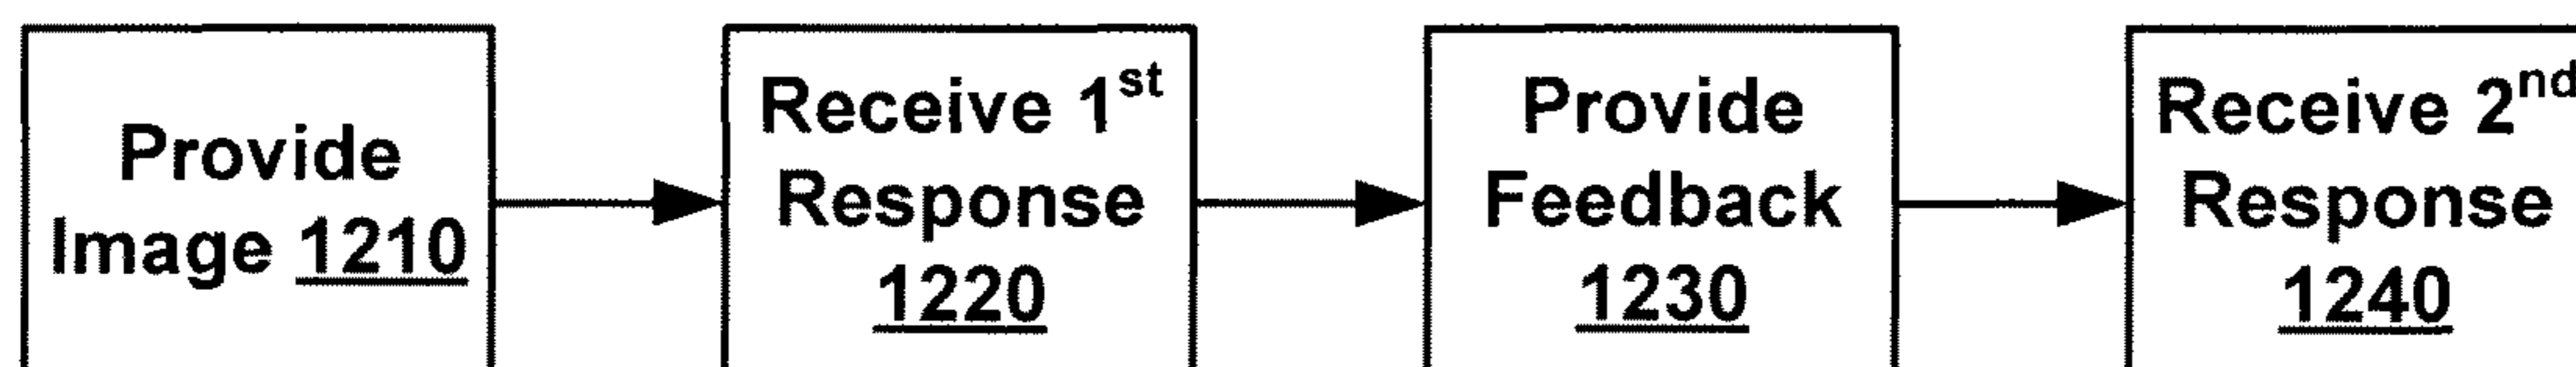 Provide
Image 1210
Receive 1st
Response
1220
Provide
Feedback
1230
Receive 2nd
Response
1240